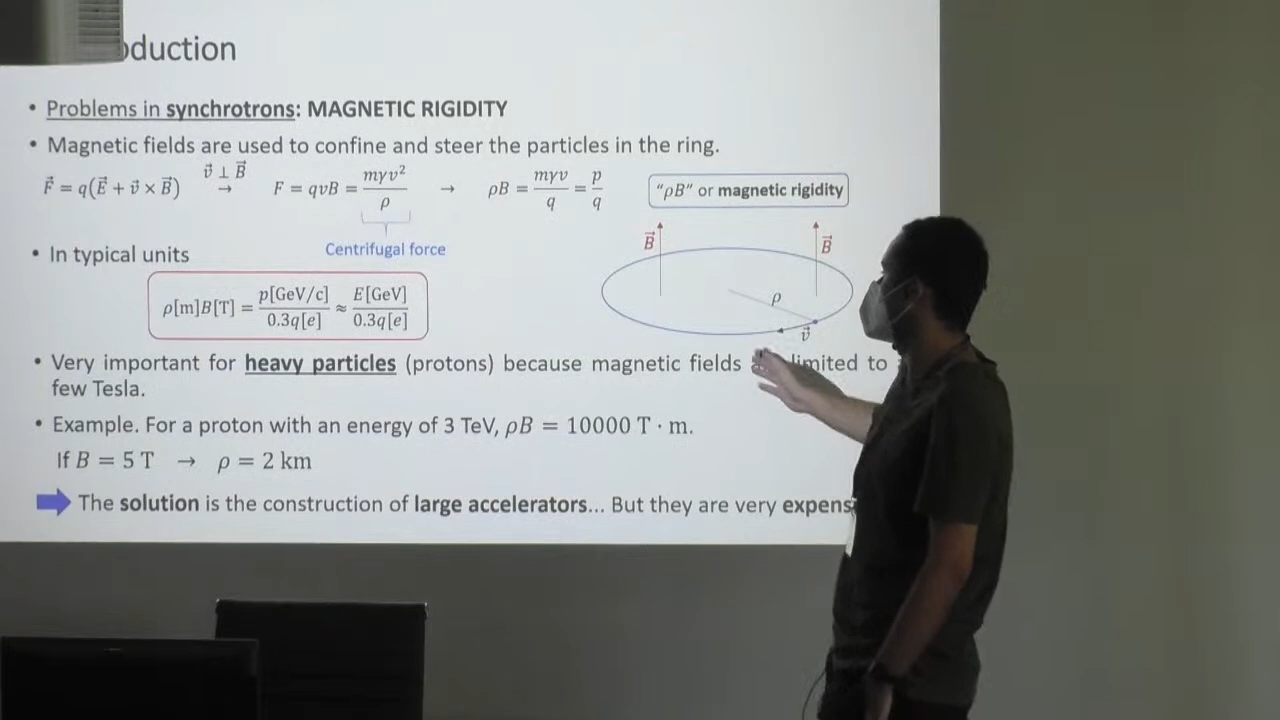 oduction
• Problems in synchrotrons: MAGNETIC RIGIDITY
• Magnetic fields are used to confine and steer the particles in the ring.
F⃗ = q(E⃗ + v⃗ × B⃗) v⃗ ⊥ B⃗ → F = qvB = mγv²/ρ → ρB = mγv/q = p/q
"ρB" or magnetic rigidity
Centrifugal force
B⃗ B⃗
ρ
v⃗
• In typical units
ρ[m]B[T] = p[GeV/c]/0.3q[e] ≈ E[GeV]/0.3q[e]
• Very important for heavy particles (protons) because magnetic fields limited to
few Tesla.
• Example. For a proton with an energy of 3 TeV, ρB = 10000 T · m.
If B = 5 T → ρ = 2 km
The solution is the construction of large accelerators... But they are very expens